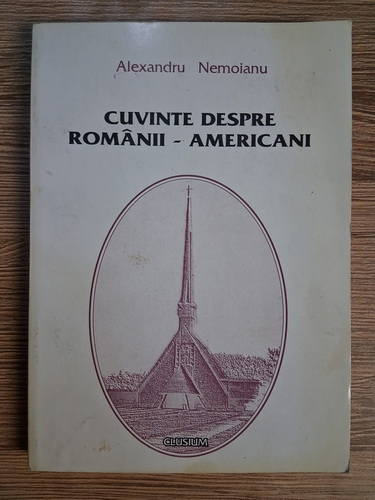 Alexandru Nemoianu
CUVINTE DESPRE
ROMÂNII - AMERICANI
CLUSIUM